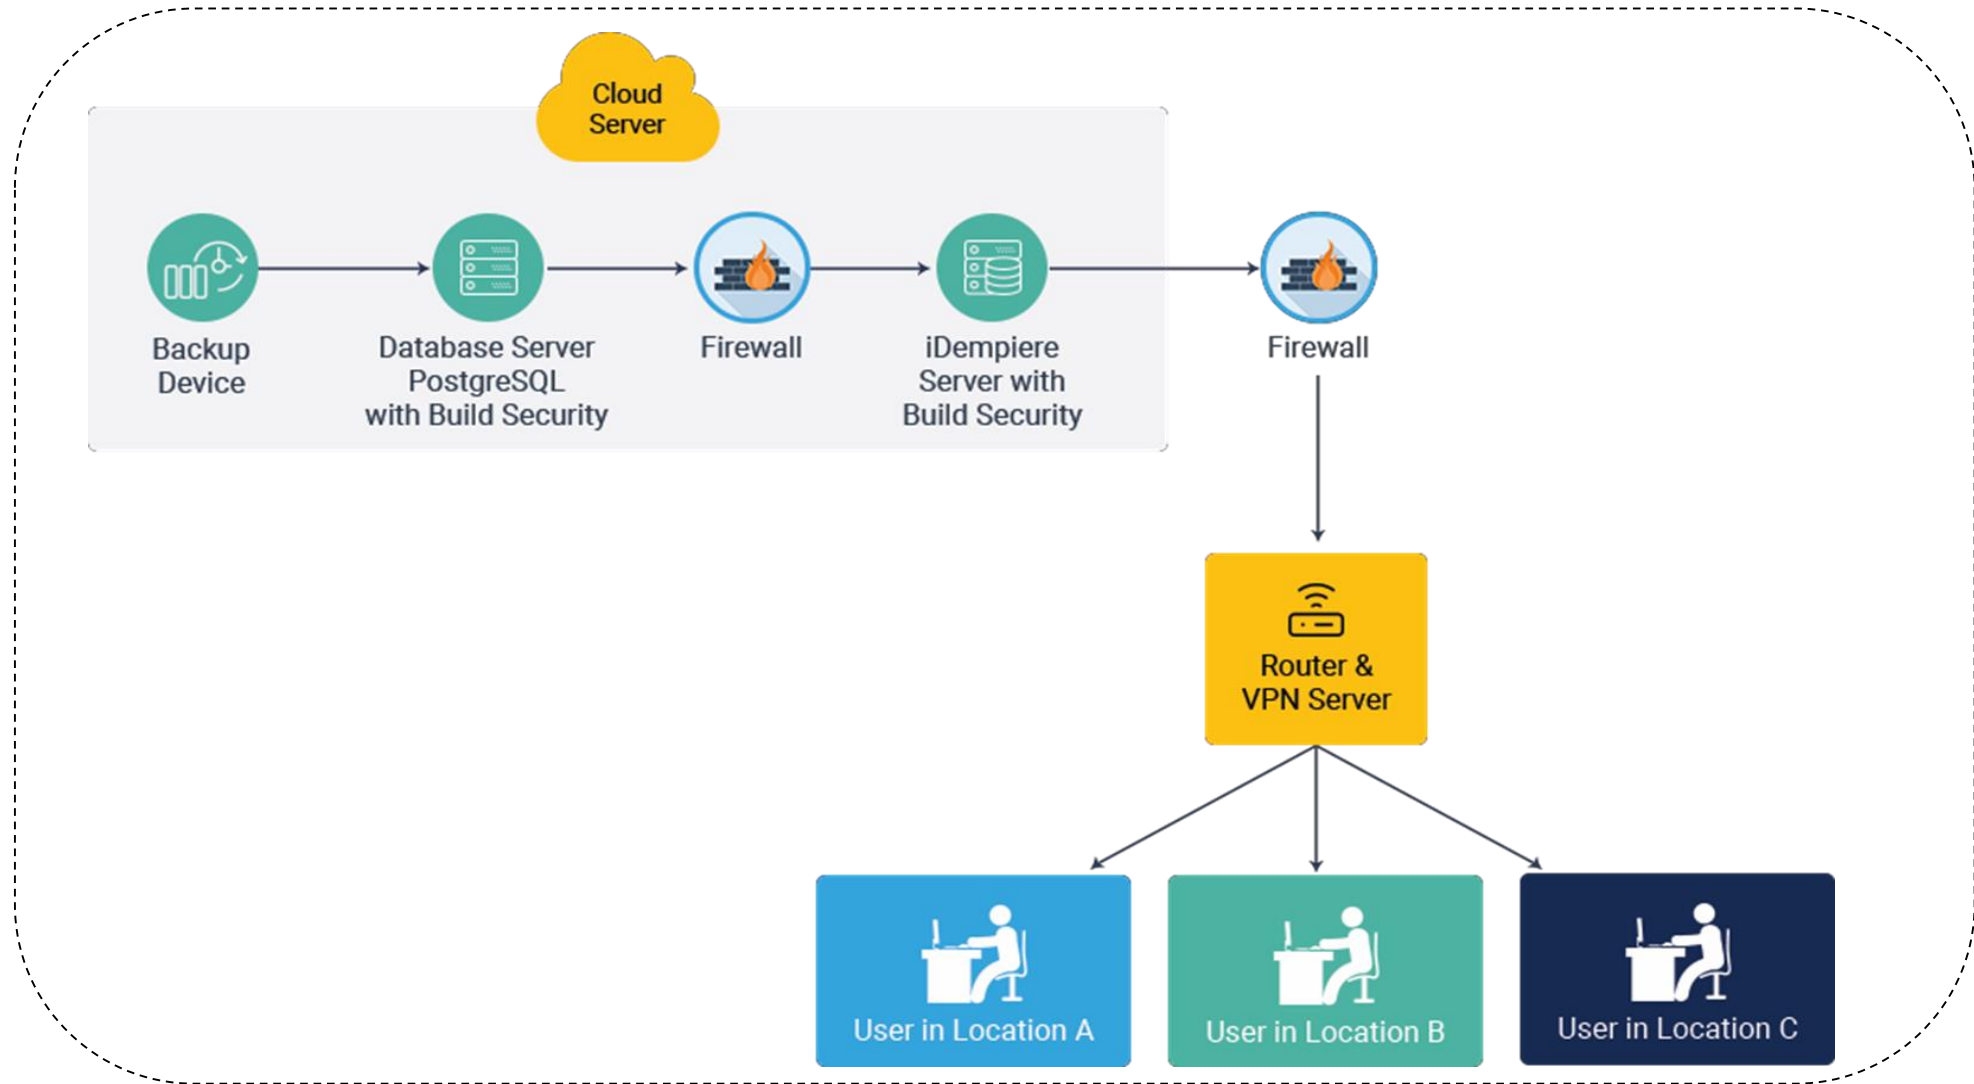 Cloud
Server
Backup
Device
Database Server
PostgreSQL
with Build Security
Firewall
iDempiere
Server with
Build Security
Firewall
Router &
VPN Server
User in Location A
User in Location B
User in Location C